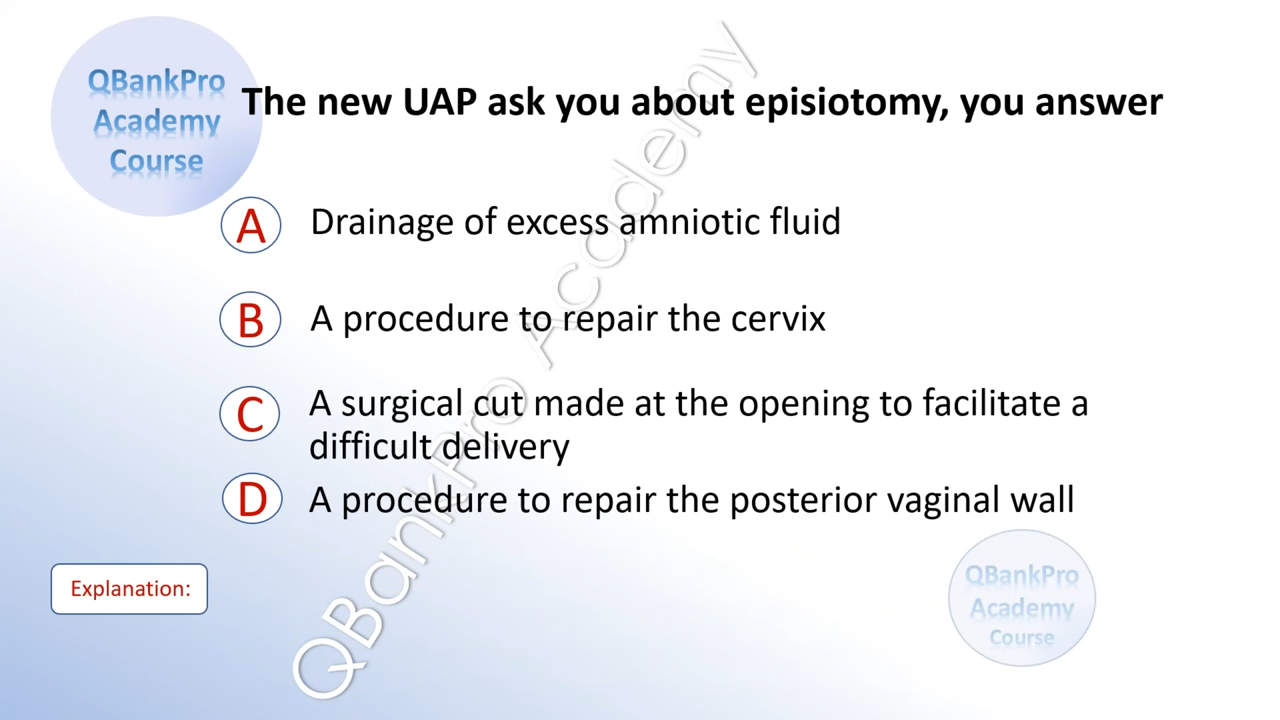 QBankPro
Academy
Course
The new UAP ask you about episiotomy, you answer
A Drainage of excess amniotic fluid
B A procedure to repair the cervix
C A surgical cut made at the opening to facilitate a
difficult delivery
D A procedure to repair the posterior vaginal wall
Explanation:
QBankPro
Academy
Course
QBankPro Academy